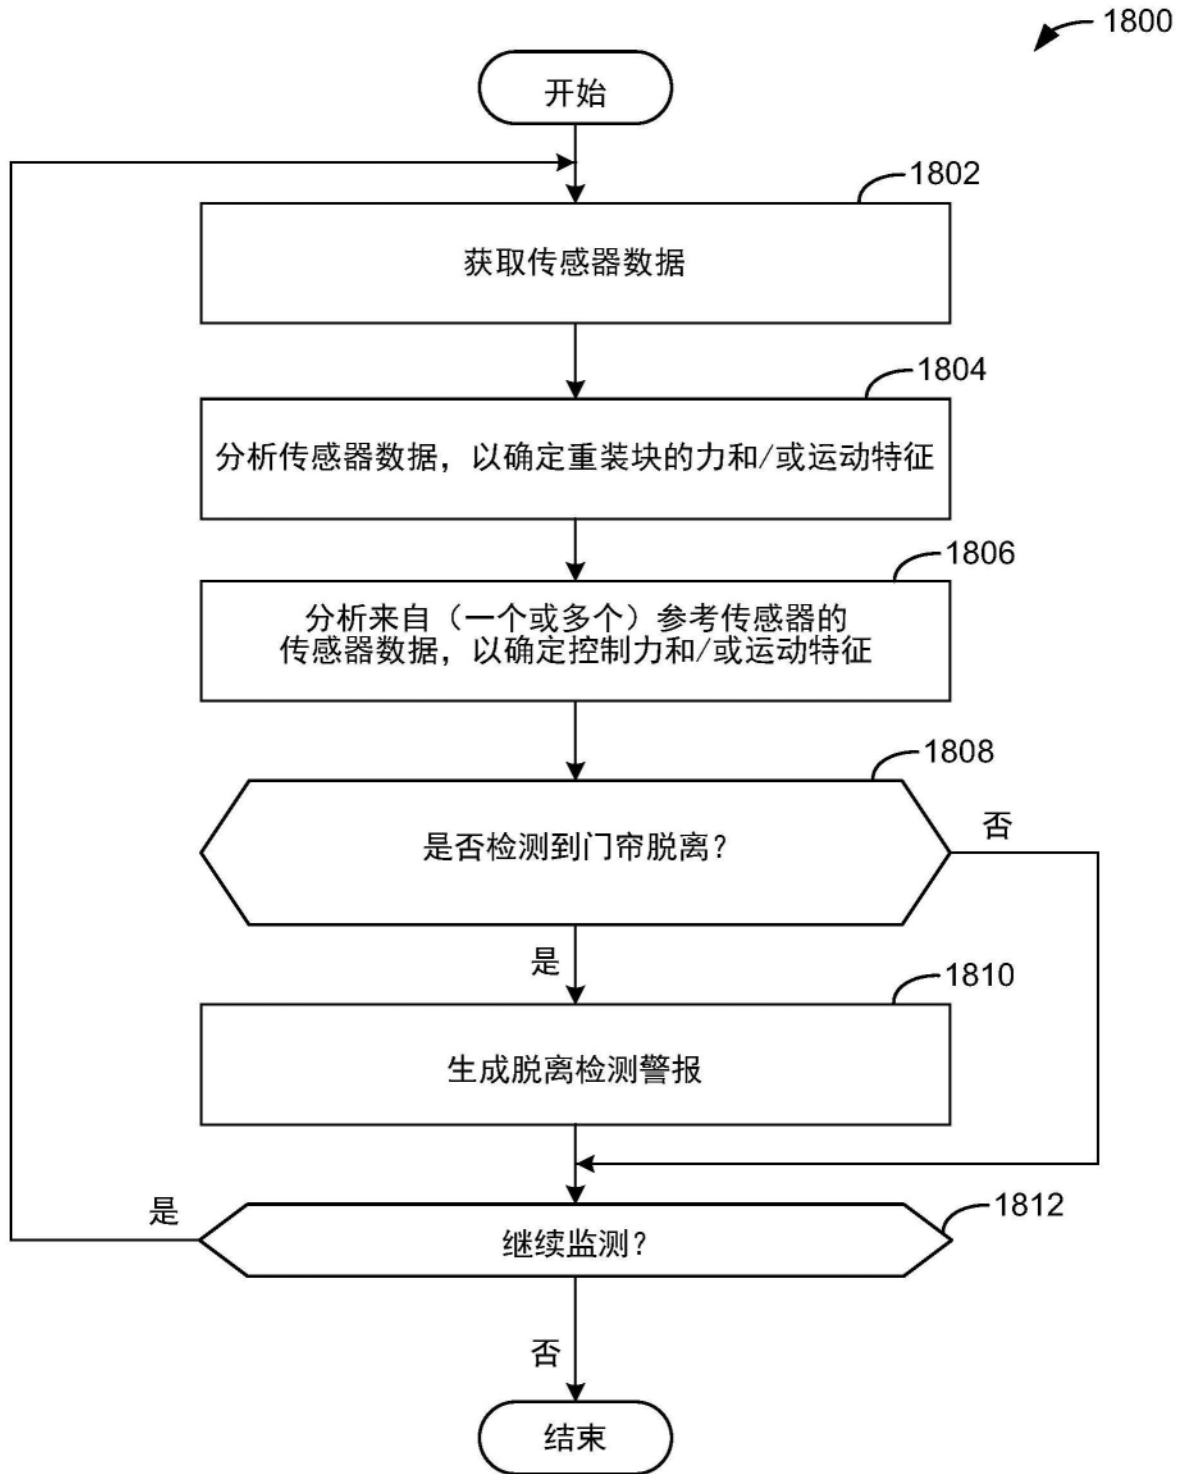 1800
开始
1802
获取传感器数据
1804
分析传感器数据，以确定重装块的力和/或运动特征
1806
分析来自（一个或多个）参考传感器的
传感器数据，以确定控制力和/或运动特征
1808
是否检测到门帘脱离？
否
是
1810
生成脱离检测警报
是
1812
继续监测？
否
结束